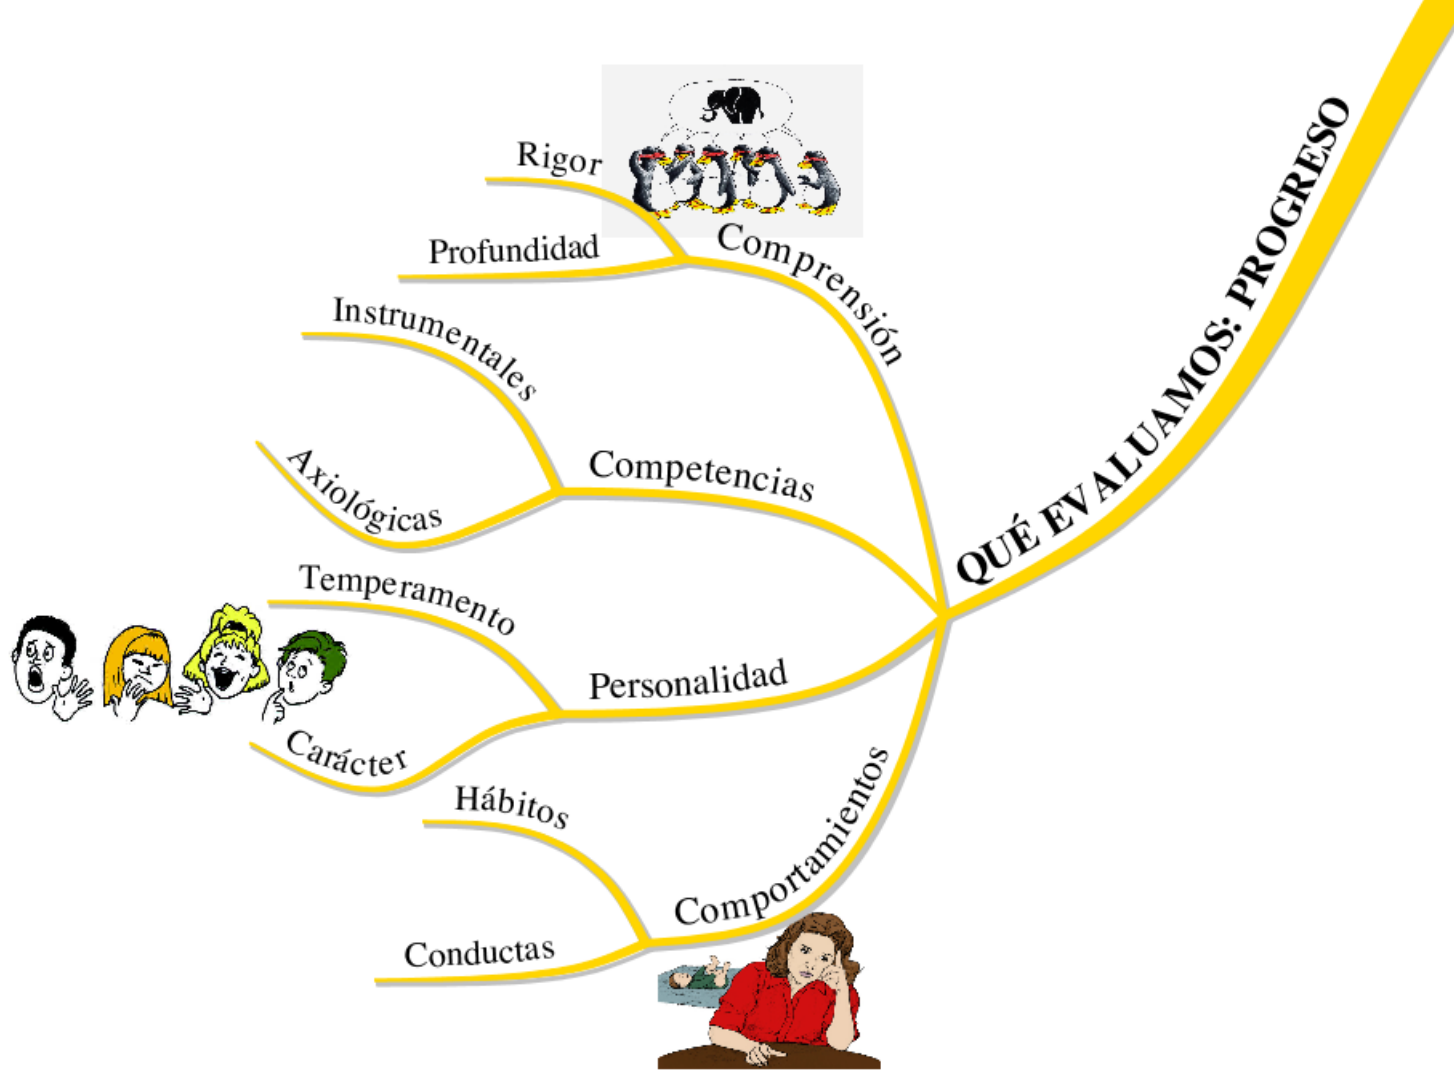 QUÉ EVALUAMOS: PROGRESO
Comprensión
Rigor
Profundidad
Competencias
Instrumentales
Axiológicas
Personalidad
Temperamento
Carácter
Comportamientos
Hábitos
Conductas